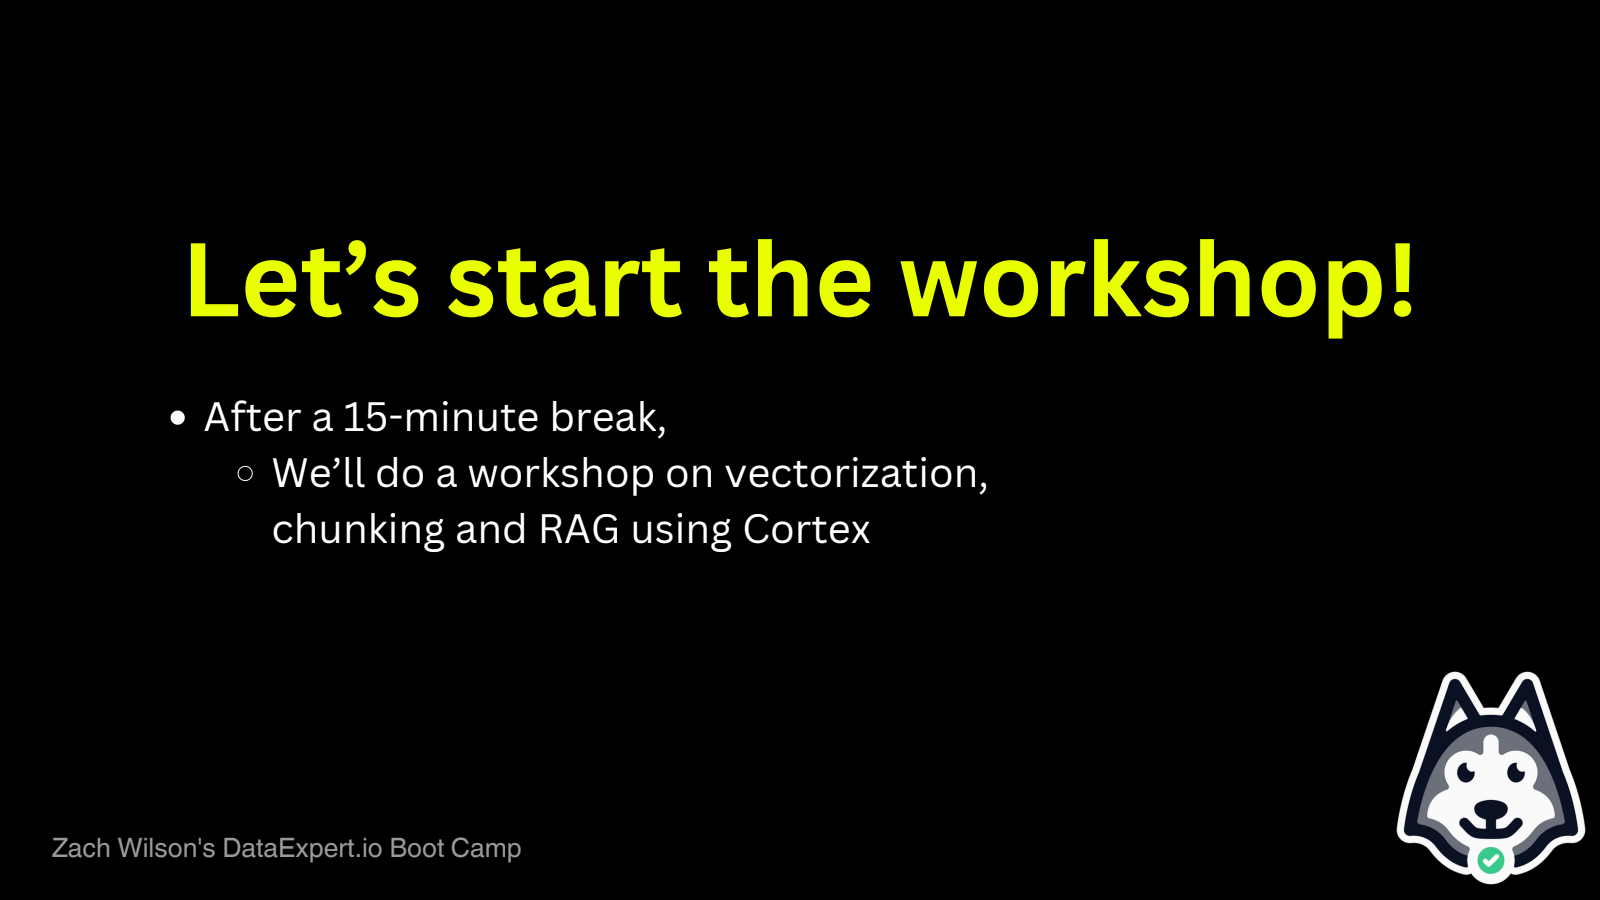 Let’s start the workshop!
After a 15-minute break,
We’ll do a workshop on vectorization,
chunking and RAG using Cortex
Zach Wilson's DataExpert.io Boot Camp